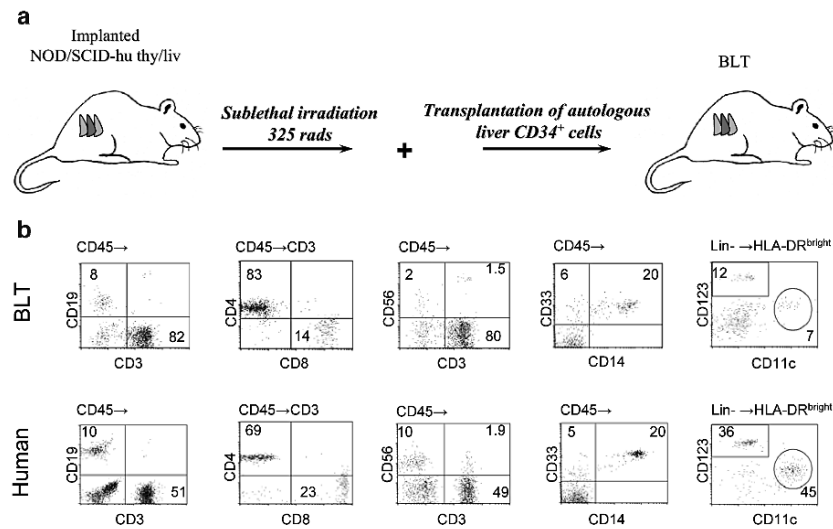 a
Implanted
NOD/SCID-hu thy/liv
Sublethal irradiation
325 rads
+
Transplantation of autologous
liver CD34⁺ cells
BLT
b
BLT
CD45→
CD19
8
82
CD3
CD45→CD3
CD4
83
14
CD8
CD45→
CD56
2
1.5
80
CD3
CD45→
CD33
6
20
CD14
Lin- →HLA-DRbright
CD123
12
7
CD11c
Human
CD45→
CD19
10
51
CD3
CD45→CD3
CD4
69
23
CD8
CD45→
CD56
10
1.9
49
CD3
CD45→
CD33
5
20
CD14
Lin- →HLA-DRbright
CD123
36
45
CD11c